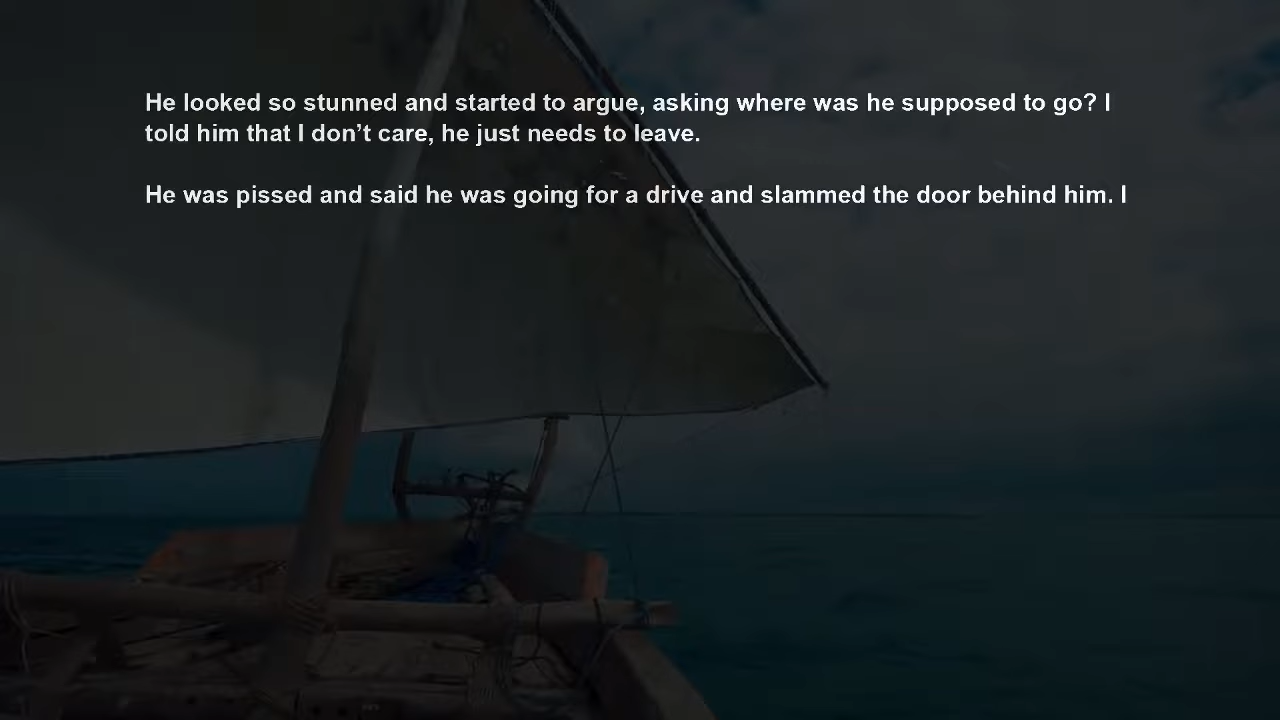 He looked so stunned and started to argue, asking where was he supposed to go? I
told him that I don’t care, he just needs to leave.
He was pissed and said he was going for a drive and slammed the door behind him. I